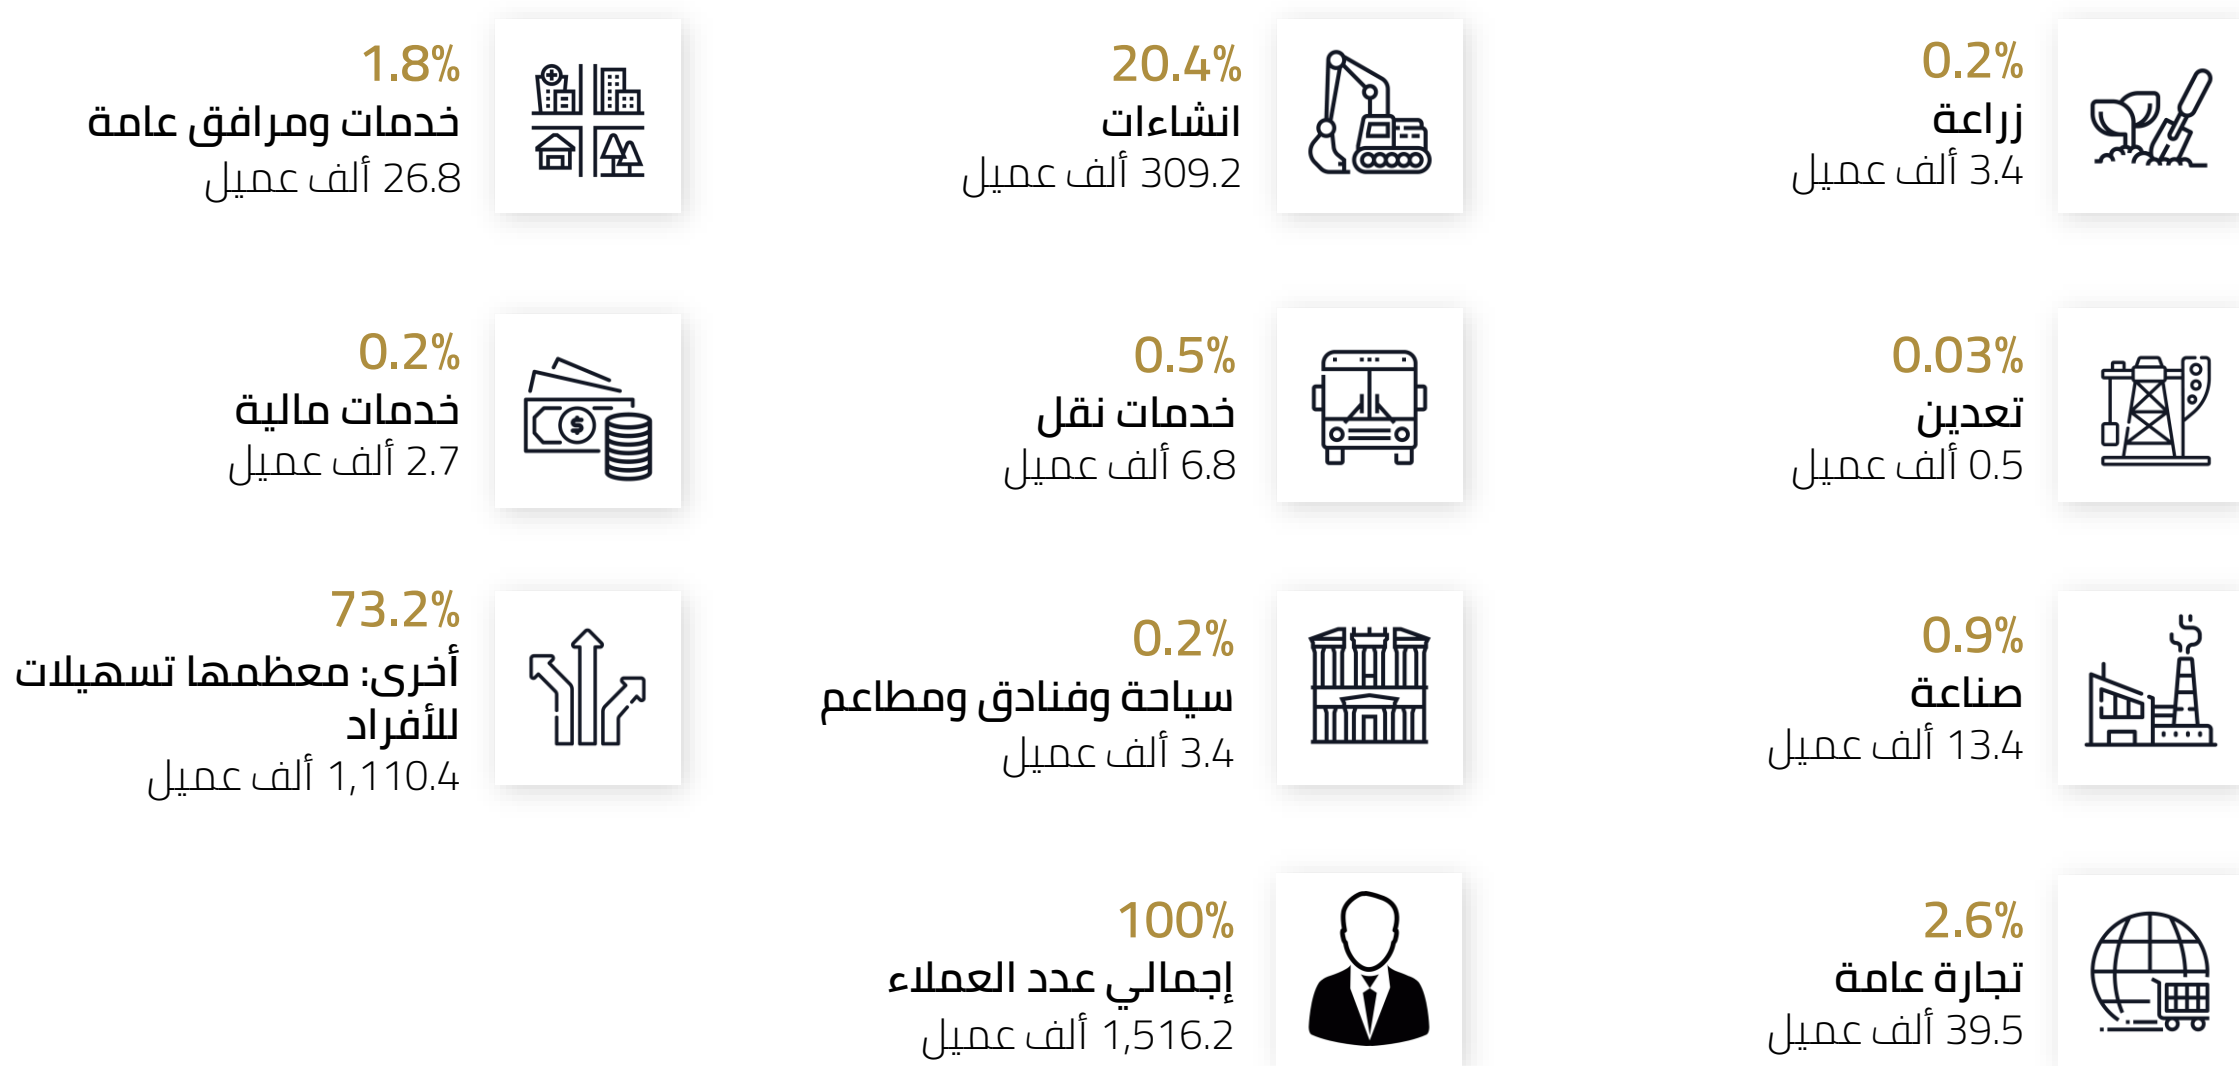 0.2%
زراعة
3.4 ألف عميل
0.03%
تعدين
0.5 ألف عميل
0.9%
صناعة
13.4 ألف عميل
2.6%
تجارة عامة
39.5 ألف عميل
20.4%
انشاءات
309.2 ألف عميل
0.5%
خدمات نقل
6.8 ألف عميل
0.2%
سياحة وفنادق ومطاعم
3.4 ألف عميل
100%
إجمالي عدد العملاء
1,516.2 ألف عميل
1.8%
خدمات ومرافق عامة
26.8 ألف عميل
0.2%
خدمات مالية
2.7 ألف عميل
73.2%
أخرى: معظمها تسهيلات
للأفراد
1,110.4 ألف عميل